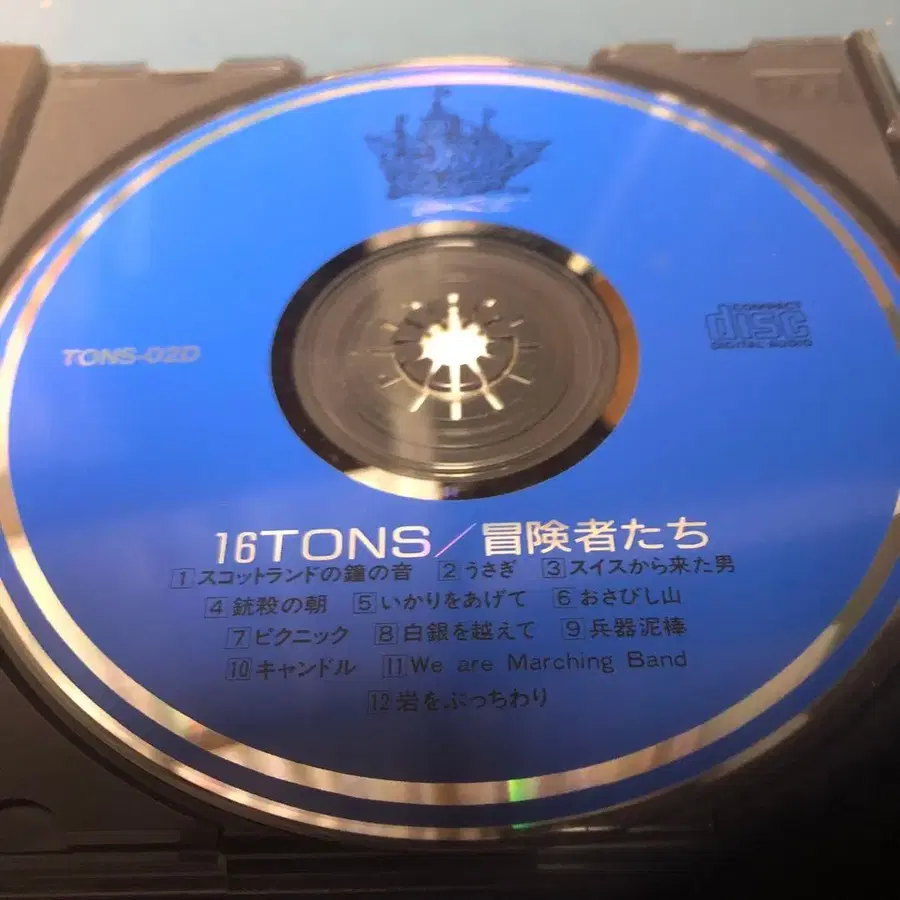 COMPACT
disc
DIGITAL AUDIO
TONS-02D
16TONS/冒険者たち
1 スコットランドの鐘の音 2 うさぎ 3 スイスから来た男
4 銃殺の朝 5 いかりをあげて 6 おさびし山
7 ピクニック 8 白銀を越えて 9 兵器泥棒
10 キャンドル 11 We are Marching Band
12 岩をぶっちわり